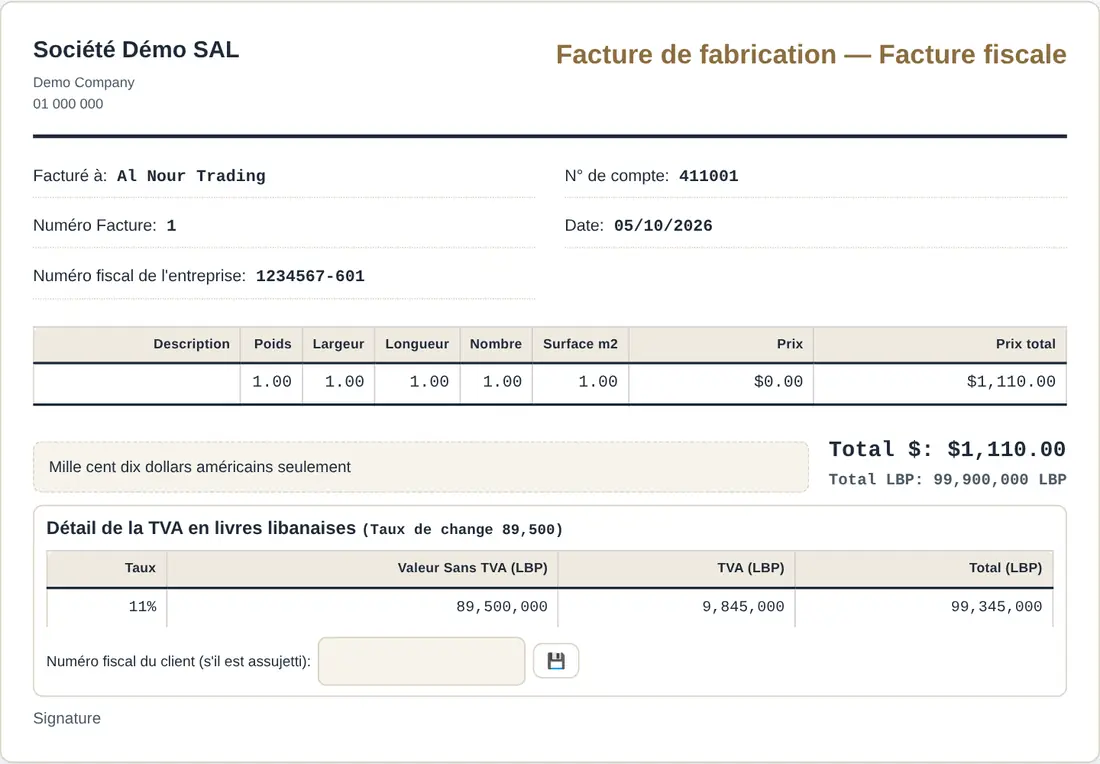 Société Démo SAL
Facture de fabrication — Facture fiscale
Demo Company
01 000 000
Facturé à: Al Nour Trading
N° de compte: 411001
Numéro Facture: 1
Date: 05/10/2026
Numéro fiscal de l'entreprise: 1234567-601
Description Poids Largeur Longueur Nombre Surface m2 Prix Prix total
1.00 1.00 1.00 1.00 1.00 $0.00 $1,110.00
Mille cent dix dollars américains seulement
Total $: $1,110.00
Total LBP: 99,900,000 LBP
Détail de la TVA en livres libanaises (Taux de change 89,500)
Taux Valeur Sans TVA (LBP) TVA (LBP) Total (LBP)
11% 89,500,000 9,845,000 99,345,000
Numéro fiscal du client (s'il est assujetti):
Signature